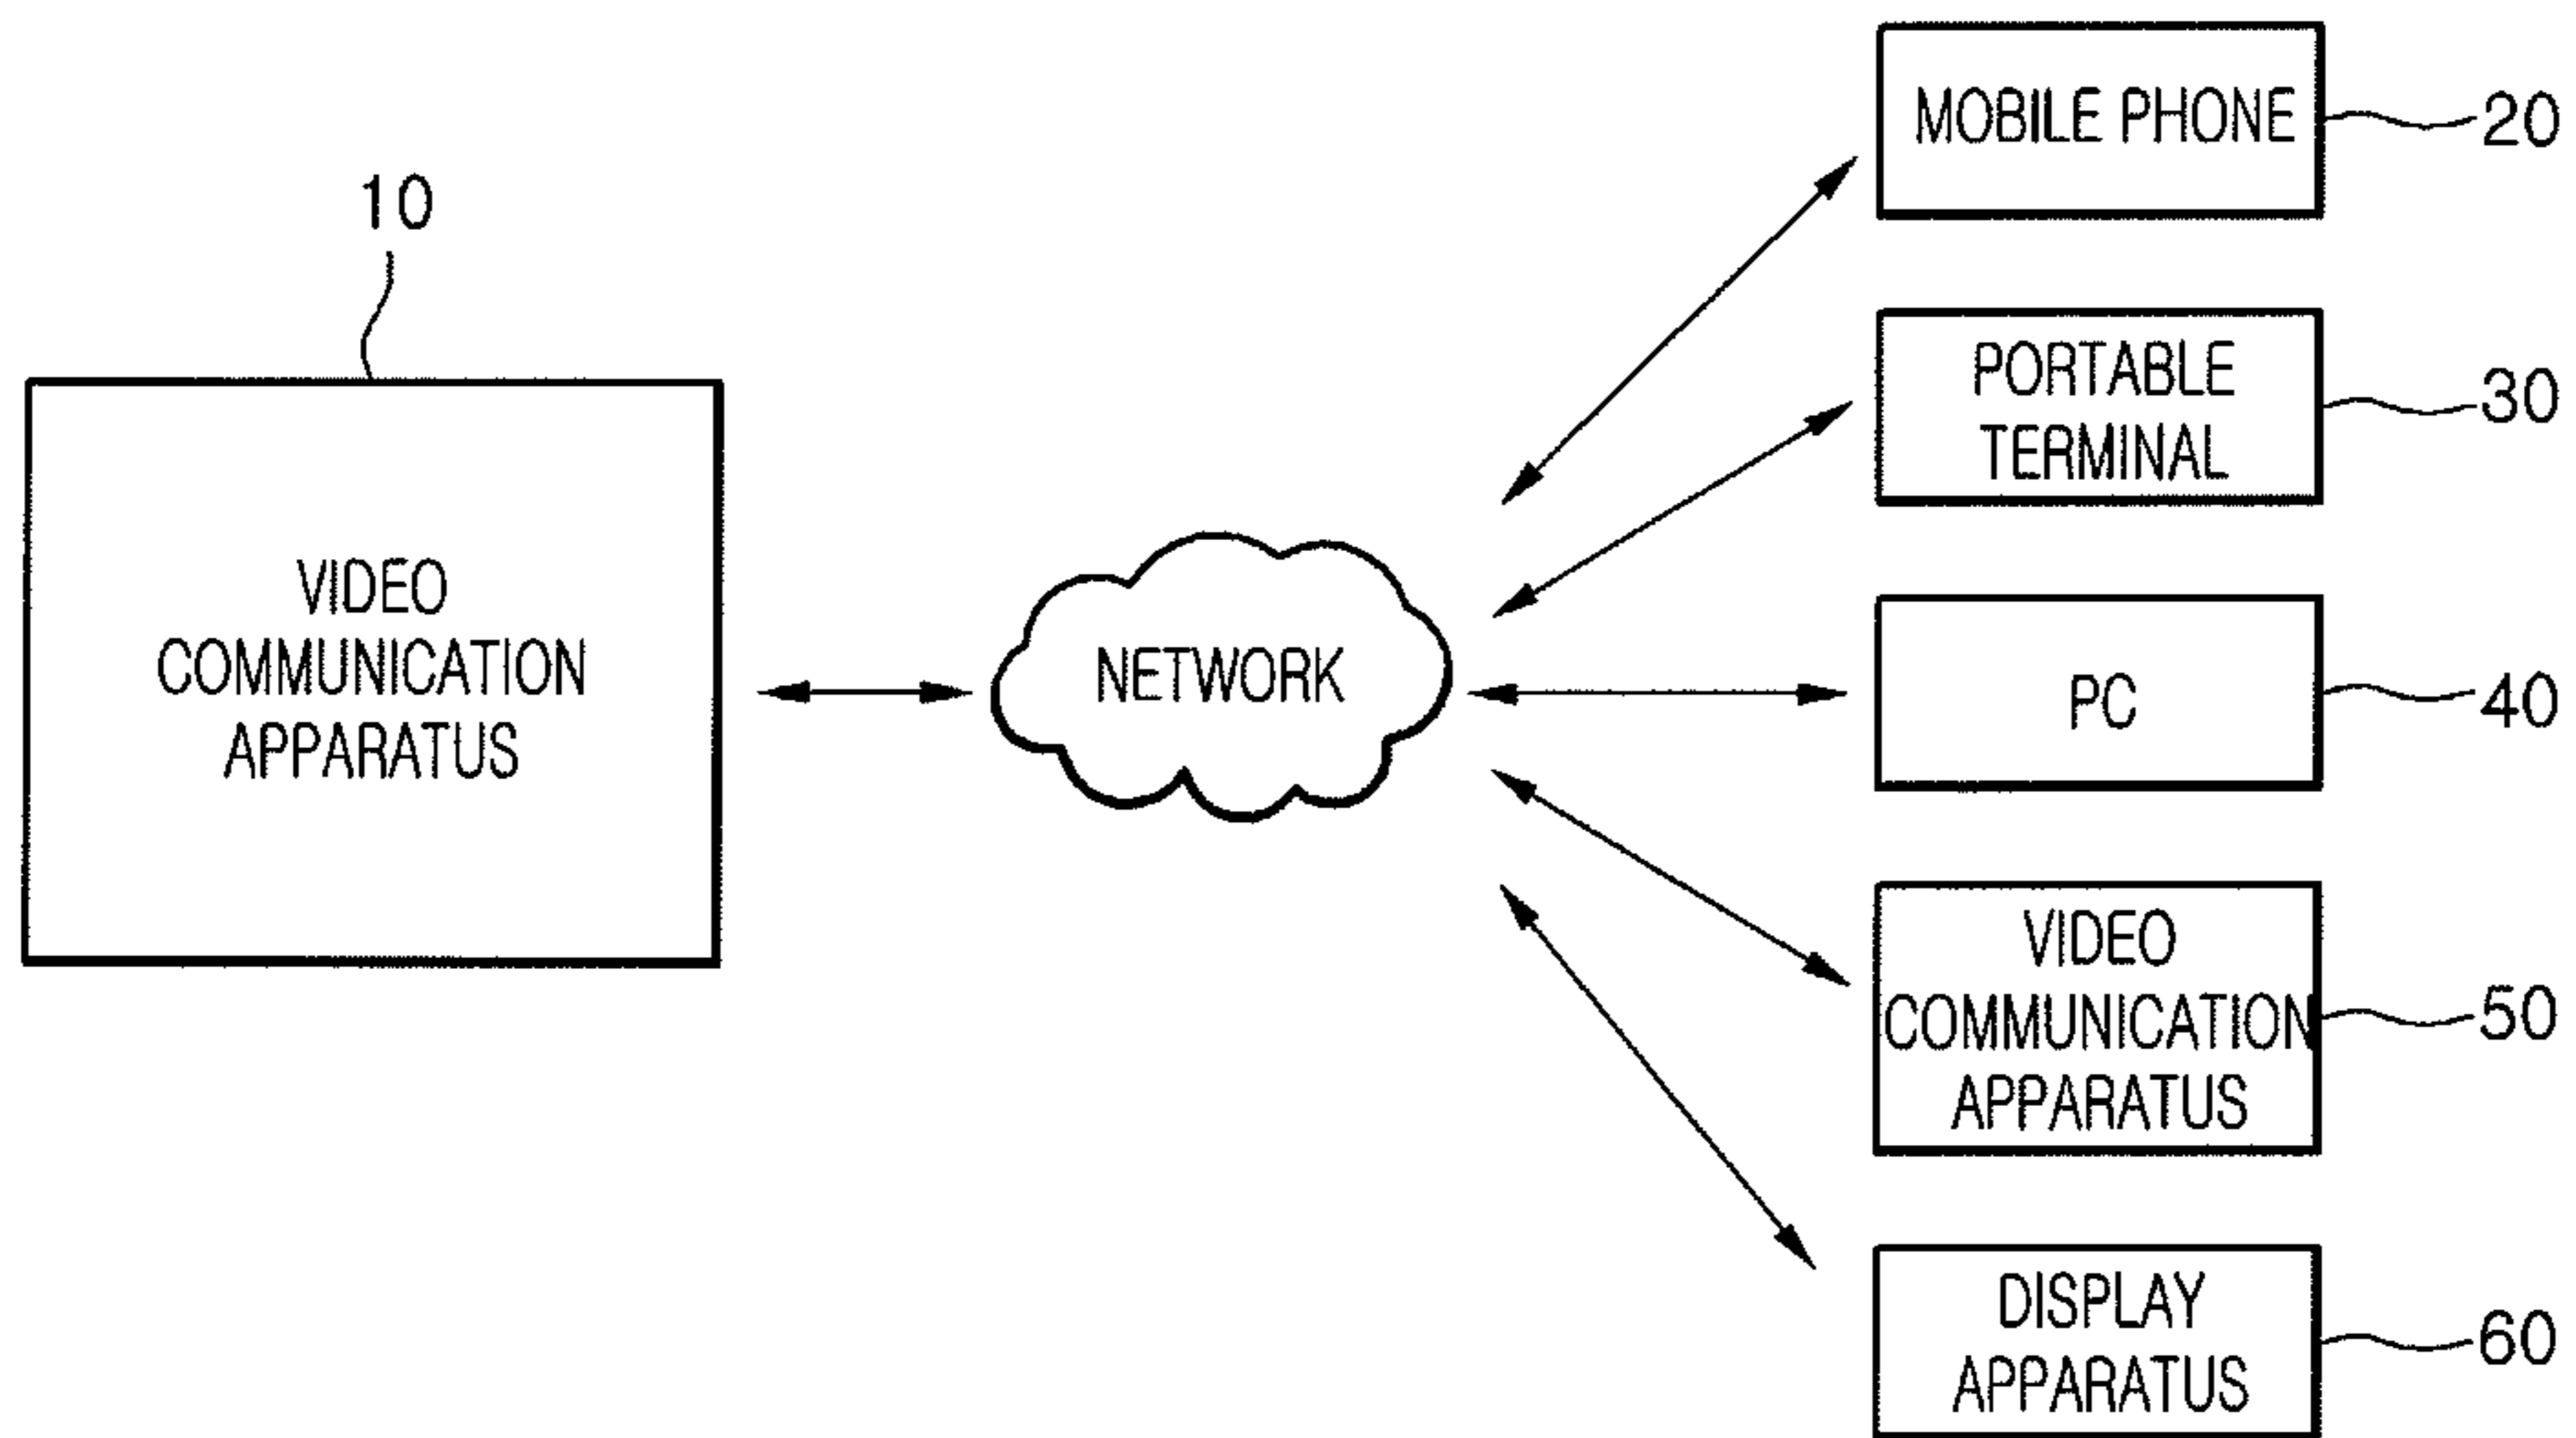 10
VIDEO
COMMUNICATION
APPARATUS
NETWORK
MOBILE PHONE
20
PORTABLE
TERMINAL
30
PC
40
VIDEO
COMMUNICATION
APPARATUS
50
DISPLAY
APPARATUS
60